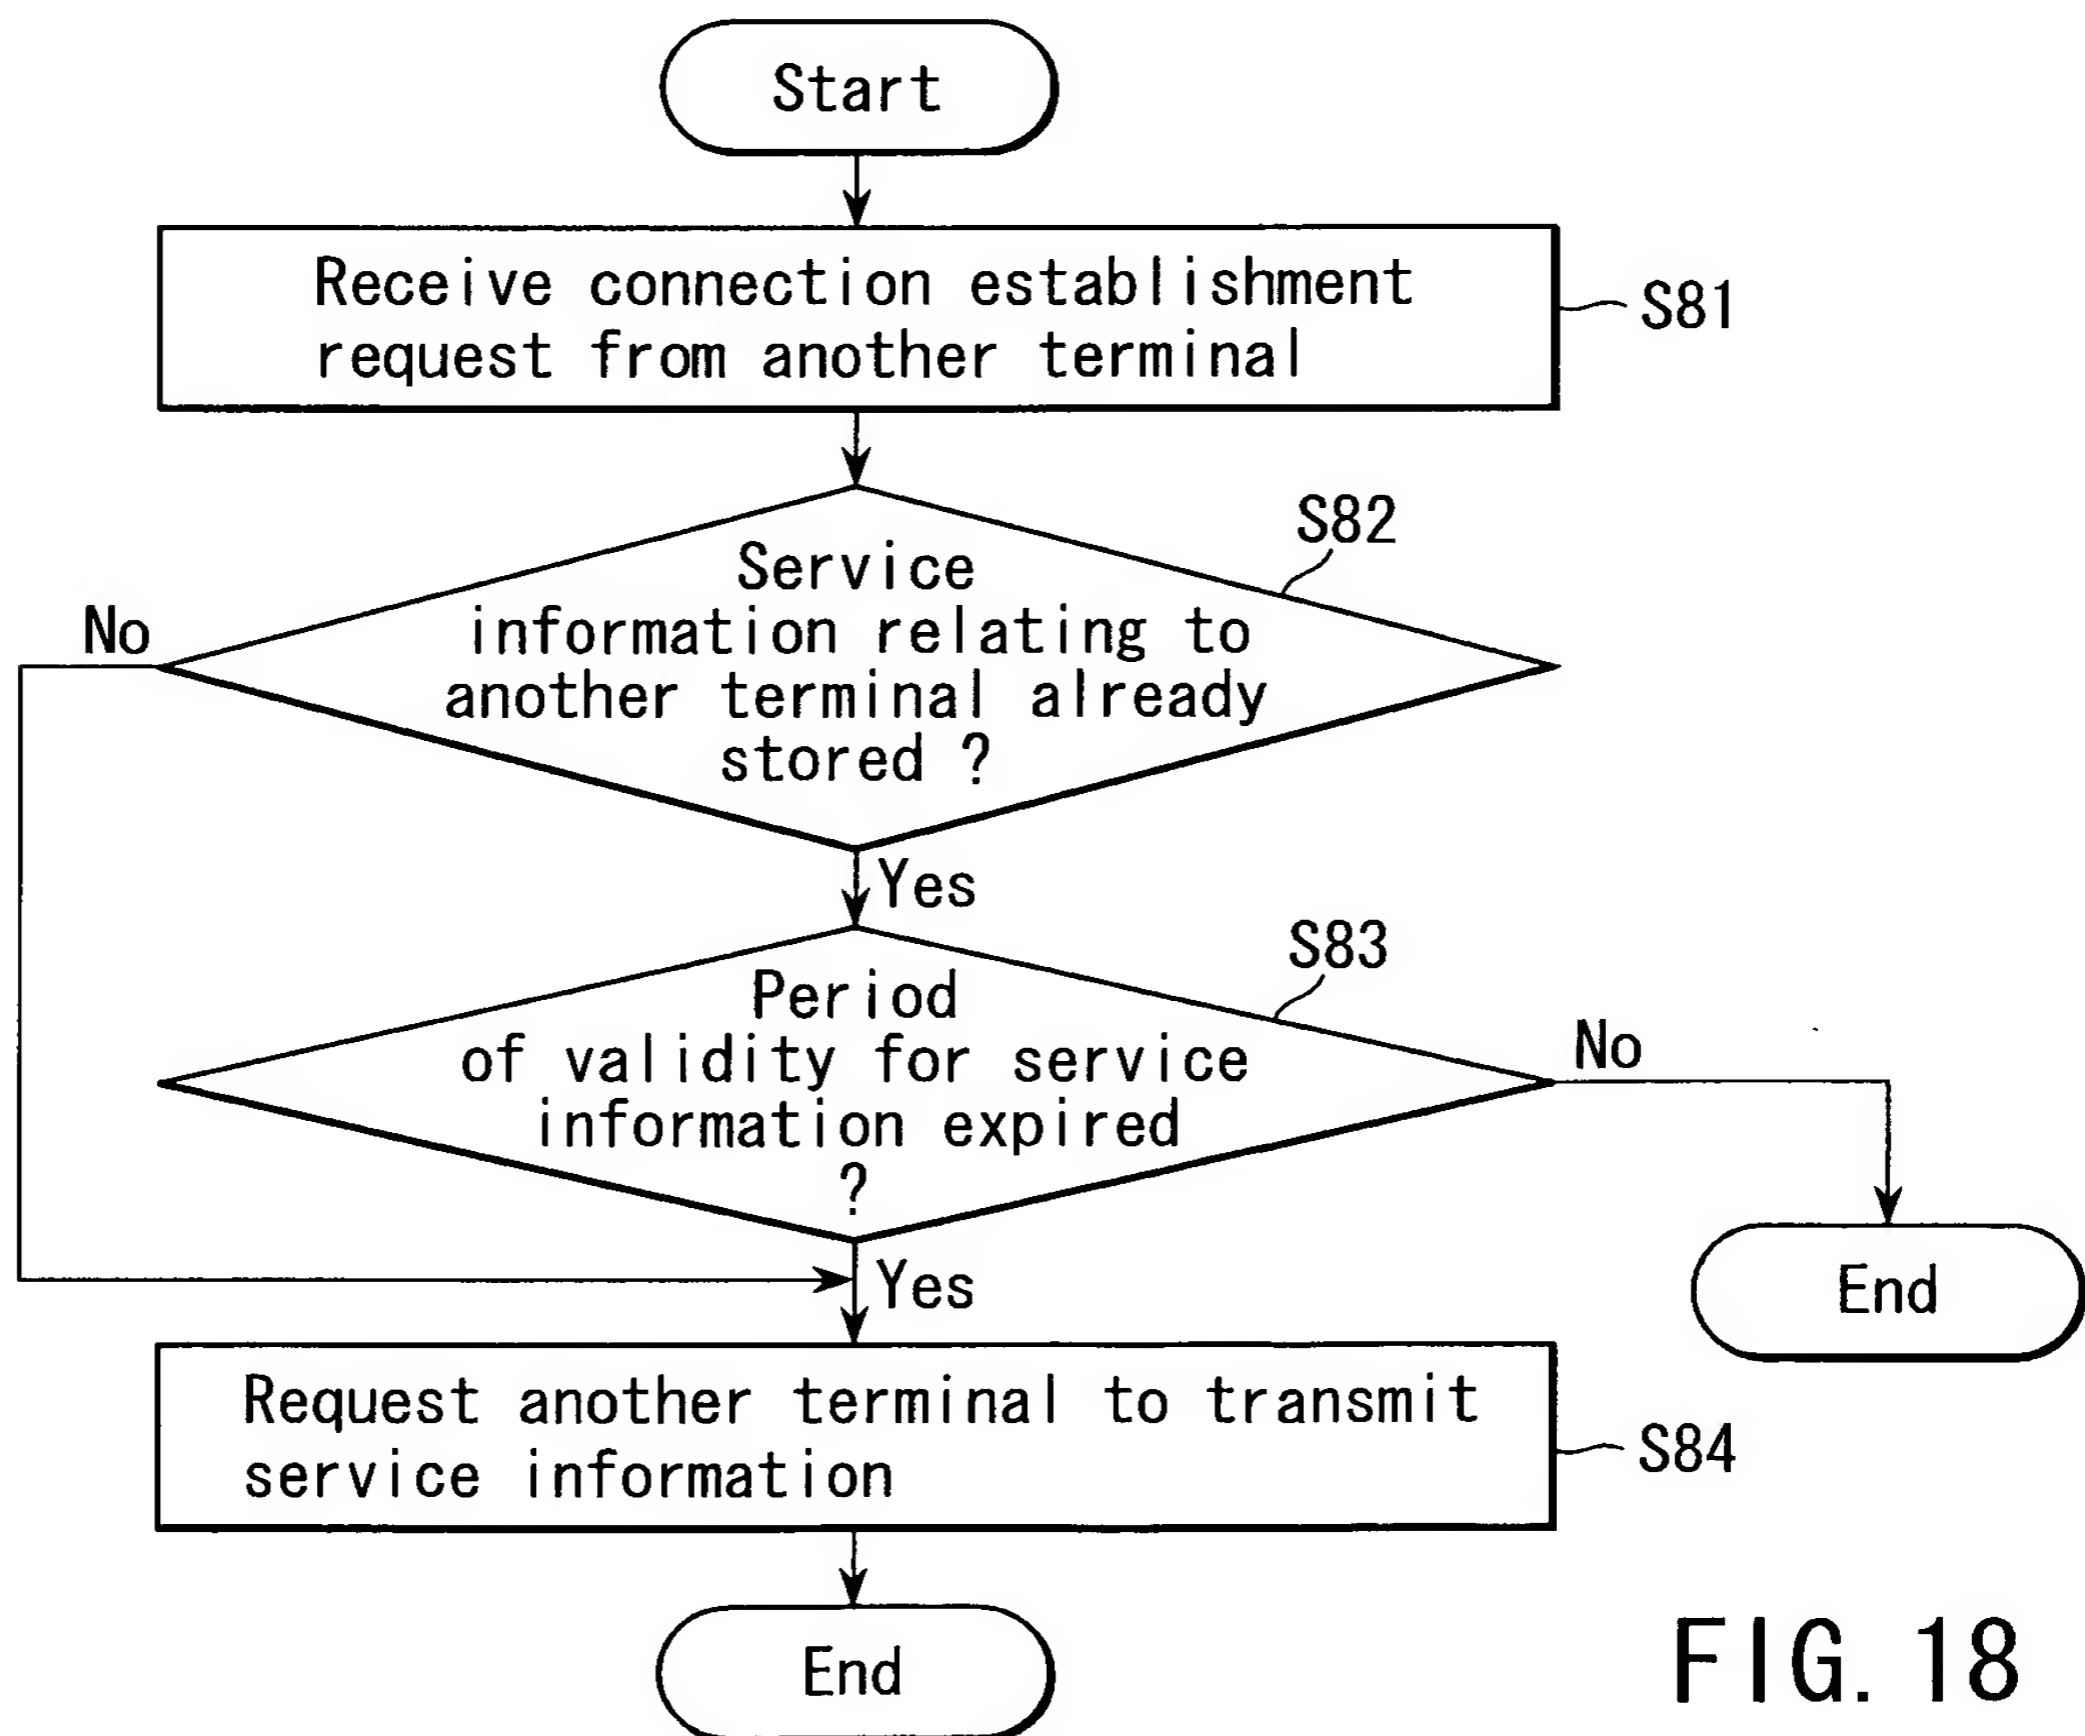 Start
Receive connection establishment
request from another terminal
S81
S82
Service
information relating to
another terminal already
stored ?
No
Yes
S83
Period
of validity for service
information expired
?
No
Yes
End
Request another terminal to transmit
service information
S84
End
FIG. 18